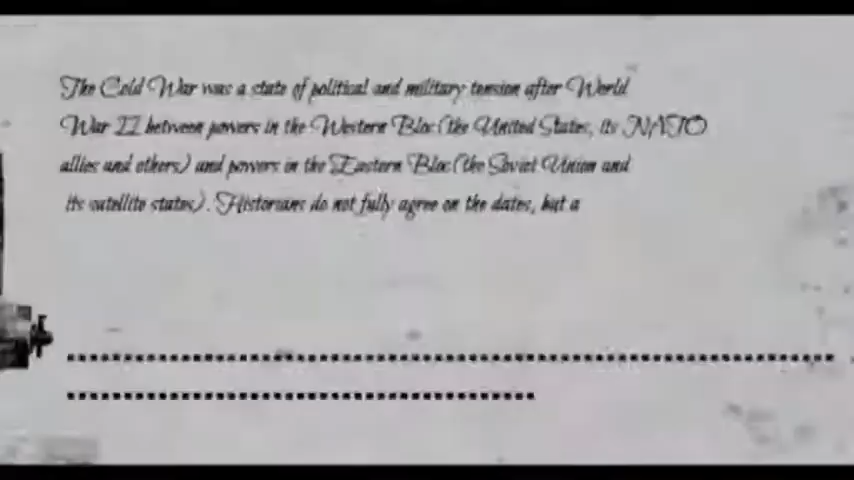 The Cold War was a state of political and military tension after World
War II between powers in the Western Bloc (the United States, its NATO
allies and others) and powers in the Eastern Bloc (the Soviet Union and
its satellite states). Historians do not fully agree on the dates, but a